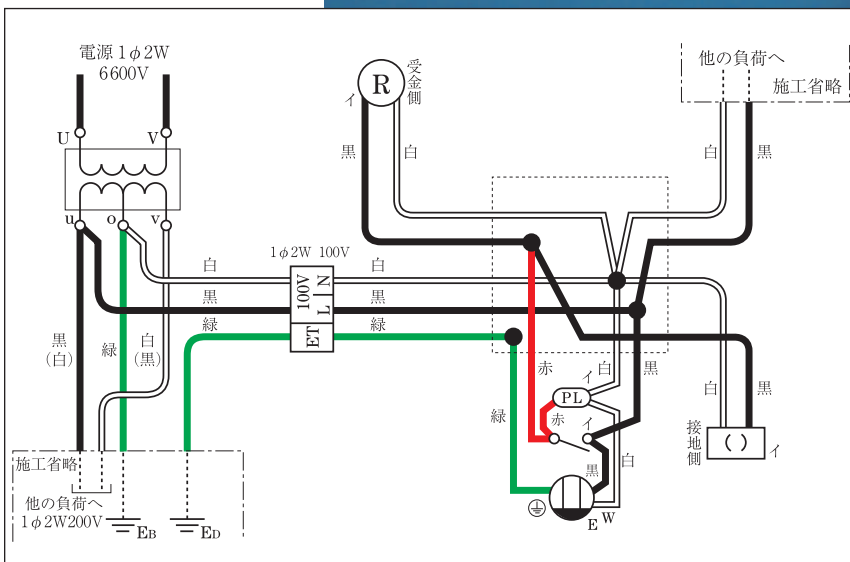 電源 1φ2W
6600V
U
V
u
o
v
R
受金側
イ
黒
白
他の負荷へ
施工省略
白
黒
1φ2W 100V
白
黒
緑
100V
N
L
ET
白
黒
緑
黒
(白)
緑
白
(黒)
赤
イ
白
黒
PL
緑
赤
イ
黒
白
E
W
白
黒
接地側
イ
施工省略
他の負荷へ
1φ2W200V
EB
ED